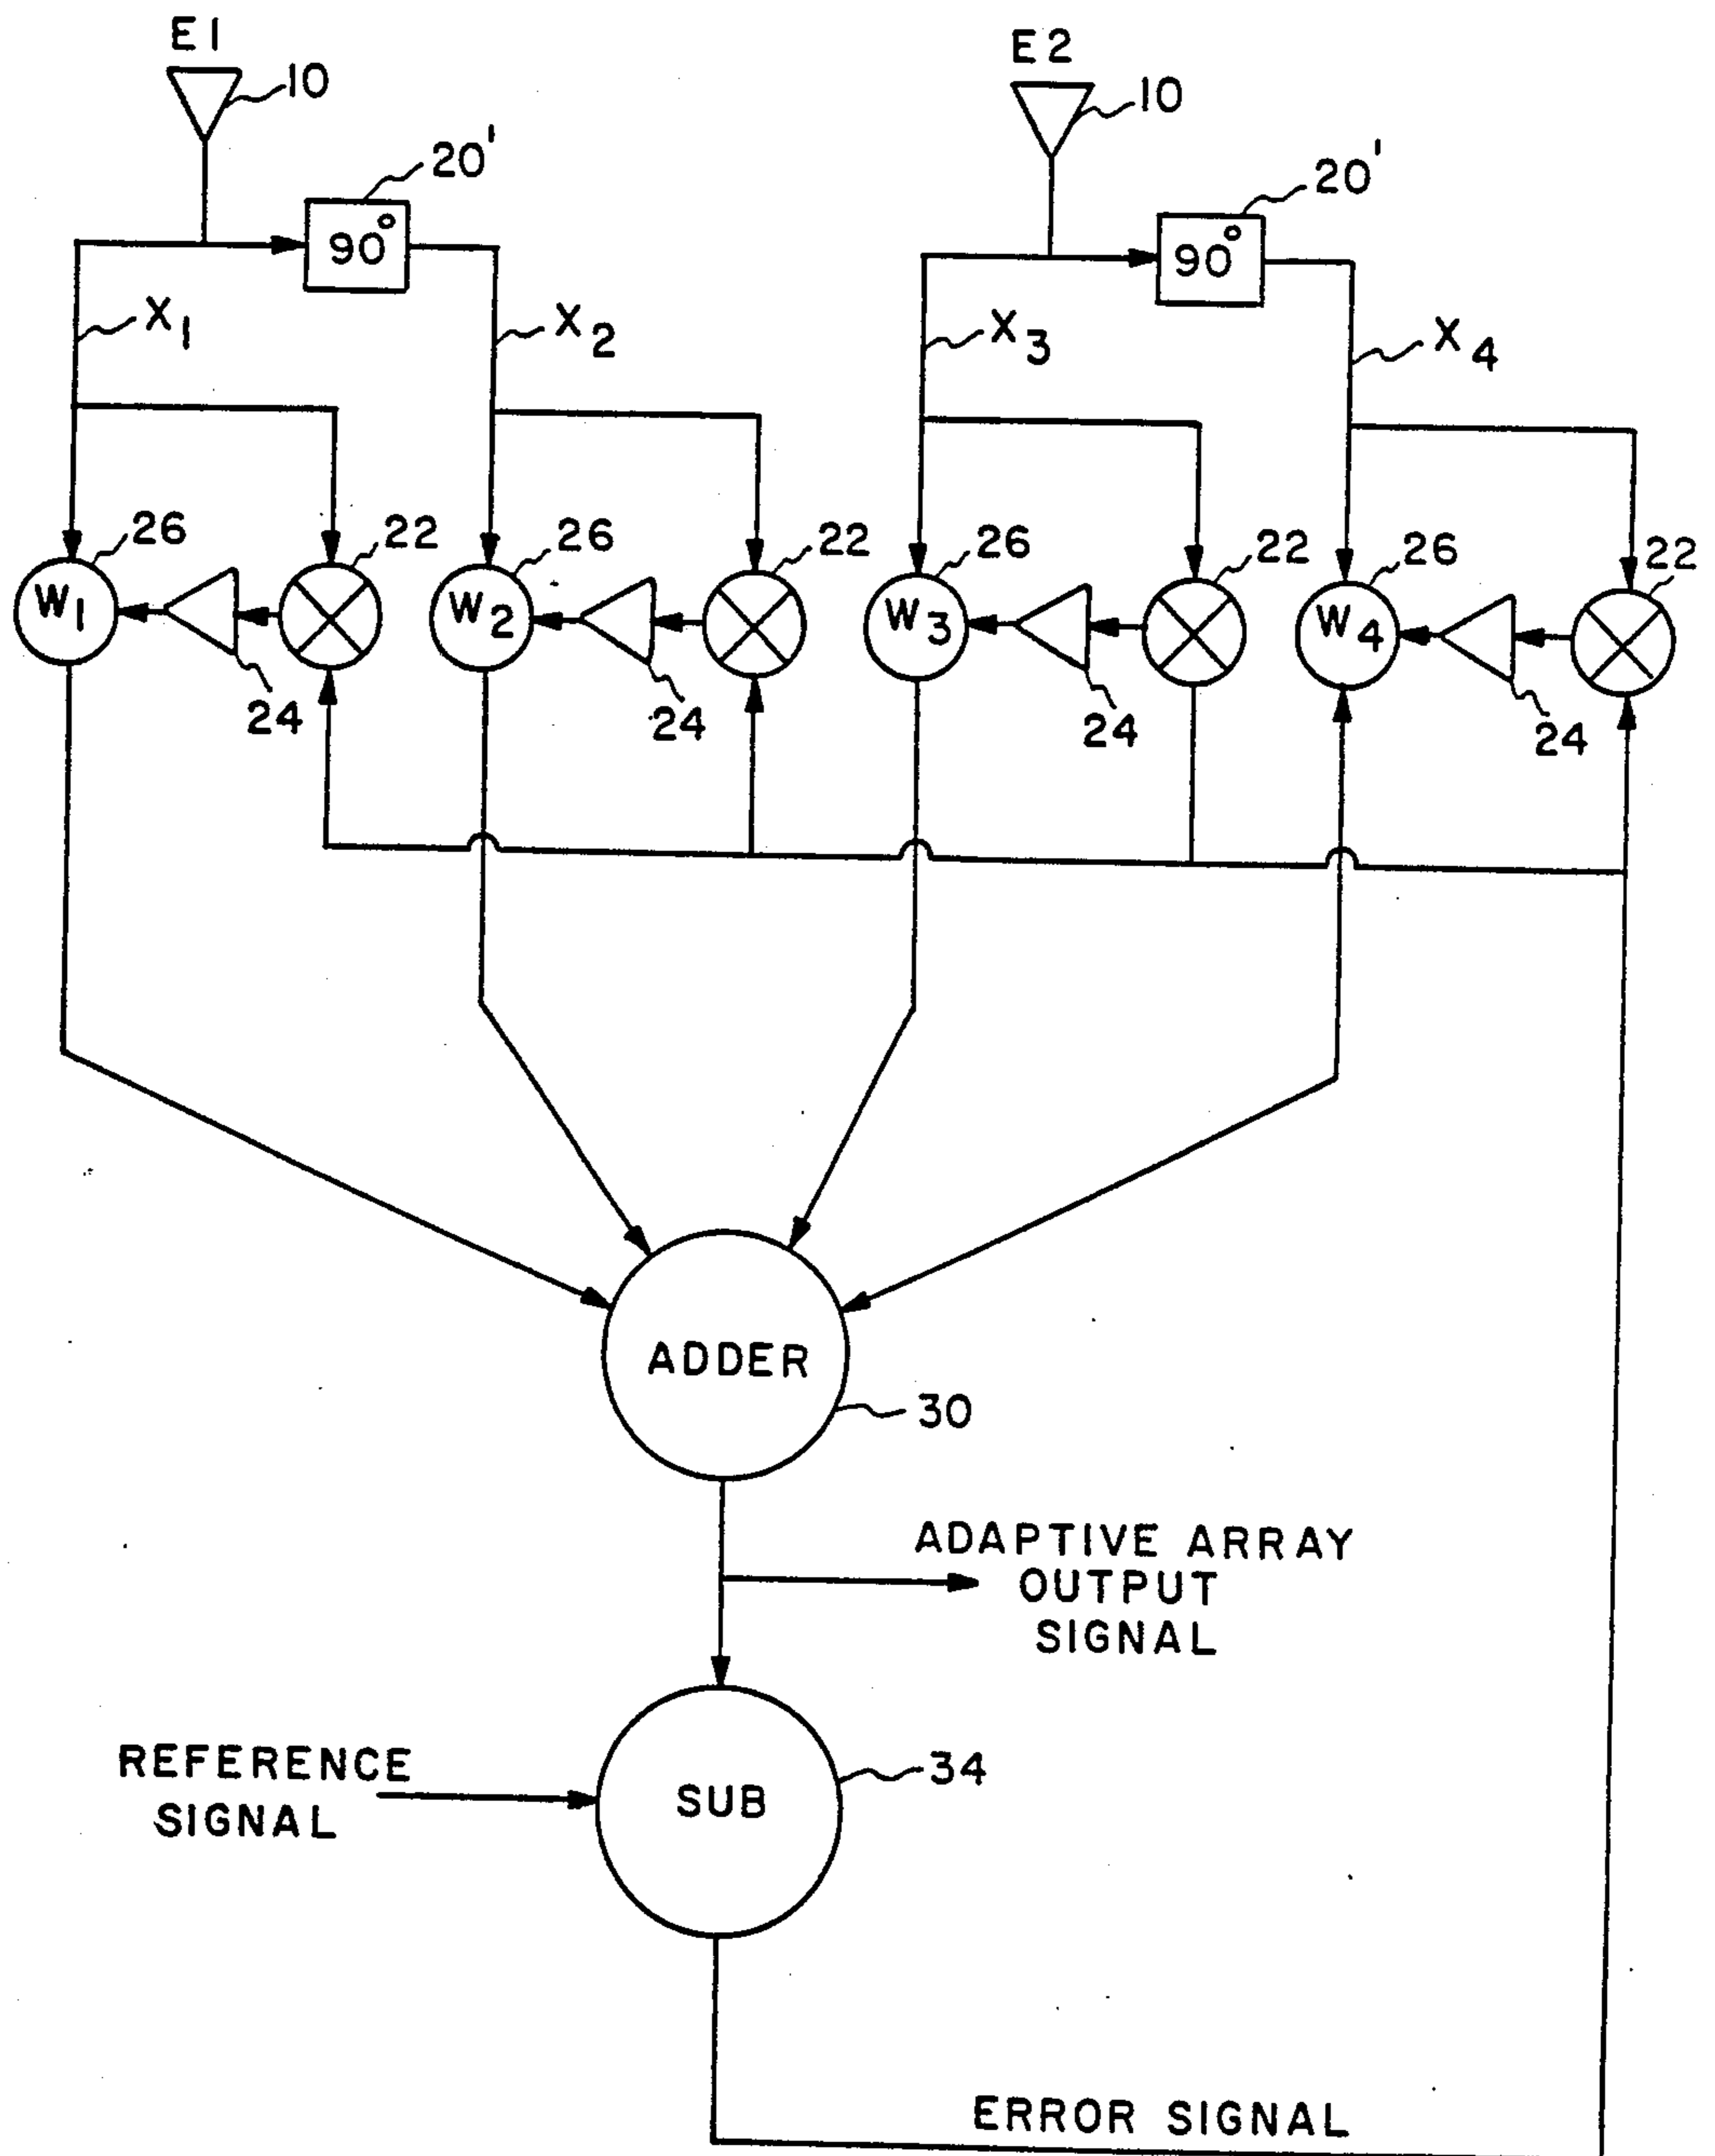 E1
E2
10
10
20'
20'
90°
90°
X1
X2
X3
X4
26
22
26
22
26
22
26
22
W1
W2
W3
W4
24
24
24
24
ADDER
30
ADAPTIVE ARRAY
OUTPUT
SIGNAL
REFERENCE
SIGNAL
SUB
34
ERROR SIGNAL